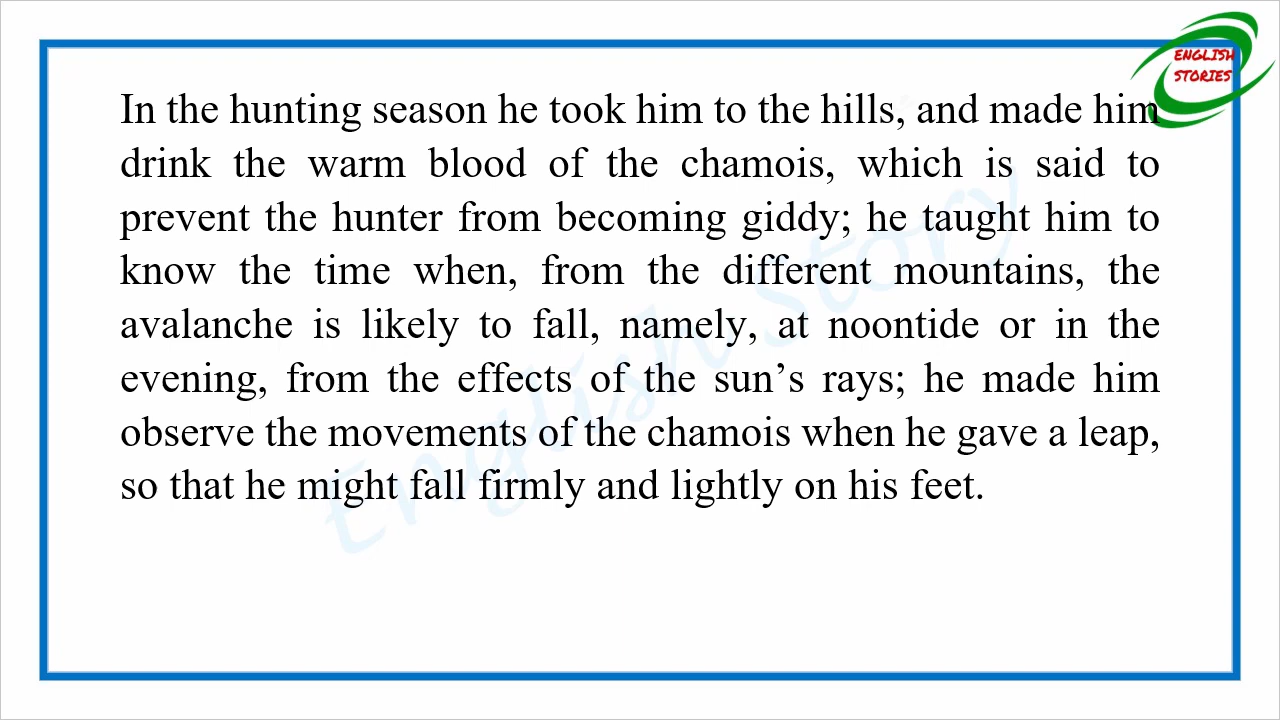 ENGLISH
STORIES
In the hunting season he took him to the hills, and made him
drink the warm blood of the chamois, which is said to
prevent the hunter from becoming giddy; he taught him to
know the time when, from the different mountains, the
avalanche is likely to fall, namely, at noontide or in the
evening, from the effects of the sun’s rays; he made him
observe the movements of the chamois when he gave a leap,
so that he might fall firmly and lightly on his feet.
English Story